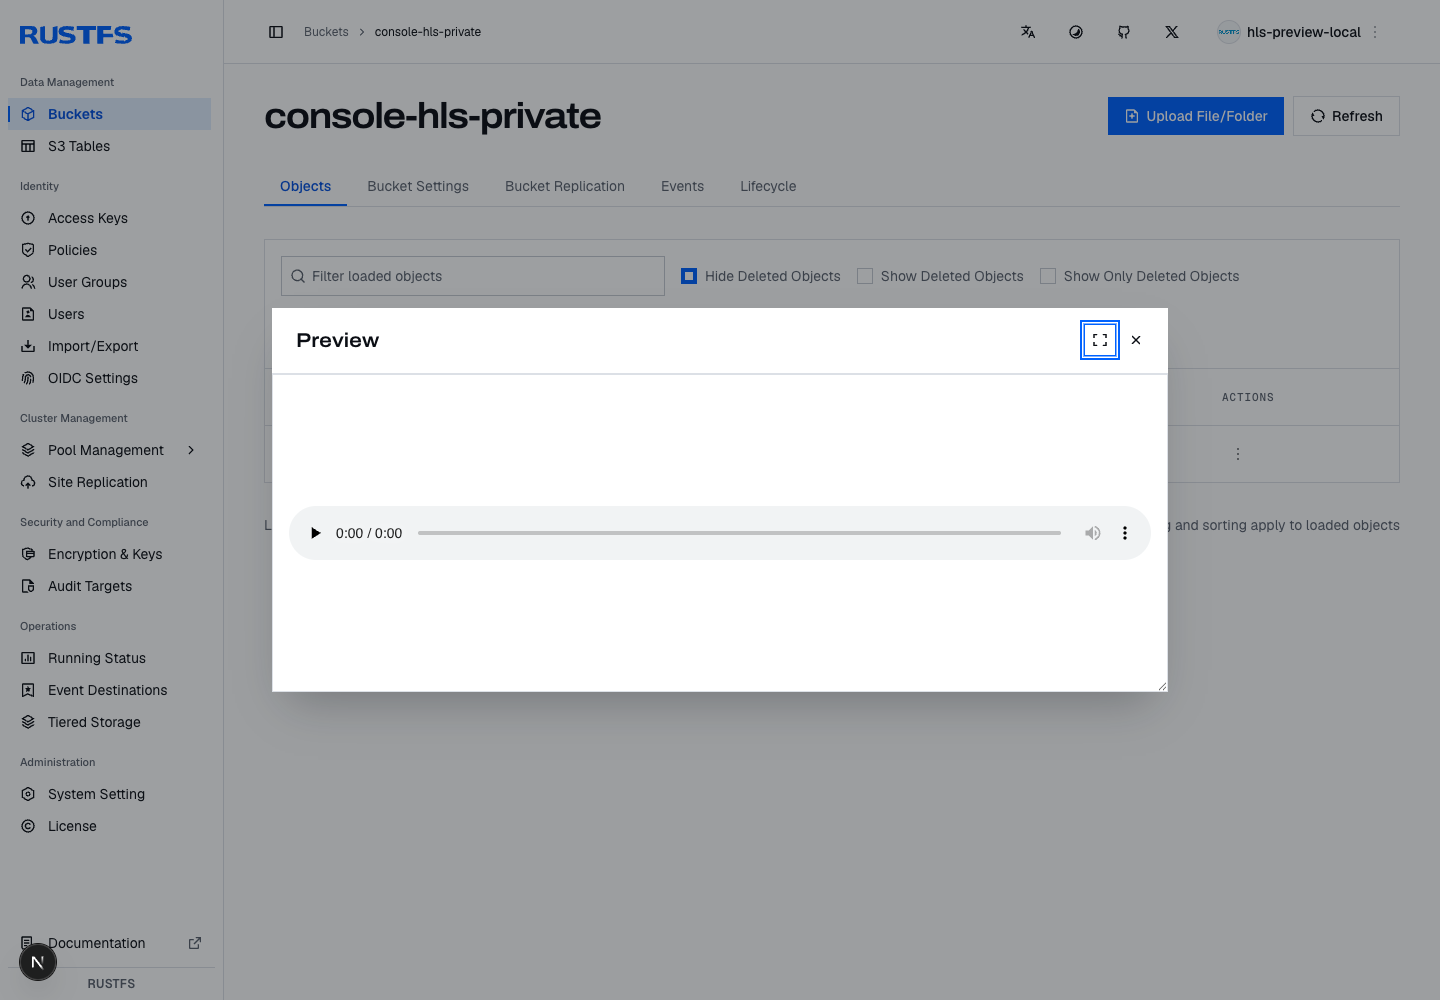 RUSTFS
Data Management
Buckets
S3 Tables
Identity
Access Keys
Policies
User Groups
Users
Import/Export
OIDC Settings
Cluster Management
Pool Management
Site Replication
Security and Compliance
Encryption & Keys
Audit Targets
Operations
Running Status
Event Destinations
Tiered Storage
Administration
System Setting
License
Documentation
N
RUSTFS
Buckets > console-hls-private
RUSTFS hls-preview-local
console-hls-private
Upload File/Folder Refresh
Objects Bucket Settings Bucket Replication Events Lifecycle
Filter loaded objects Hide Deleted Objects Show Deleted Objects Show Only Deleted Objects
Preview
ACTIONS
0:00 / 0:00
and sorting apply to loaded objects